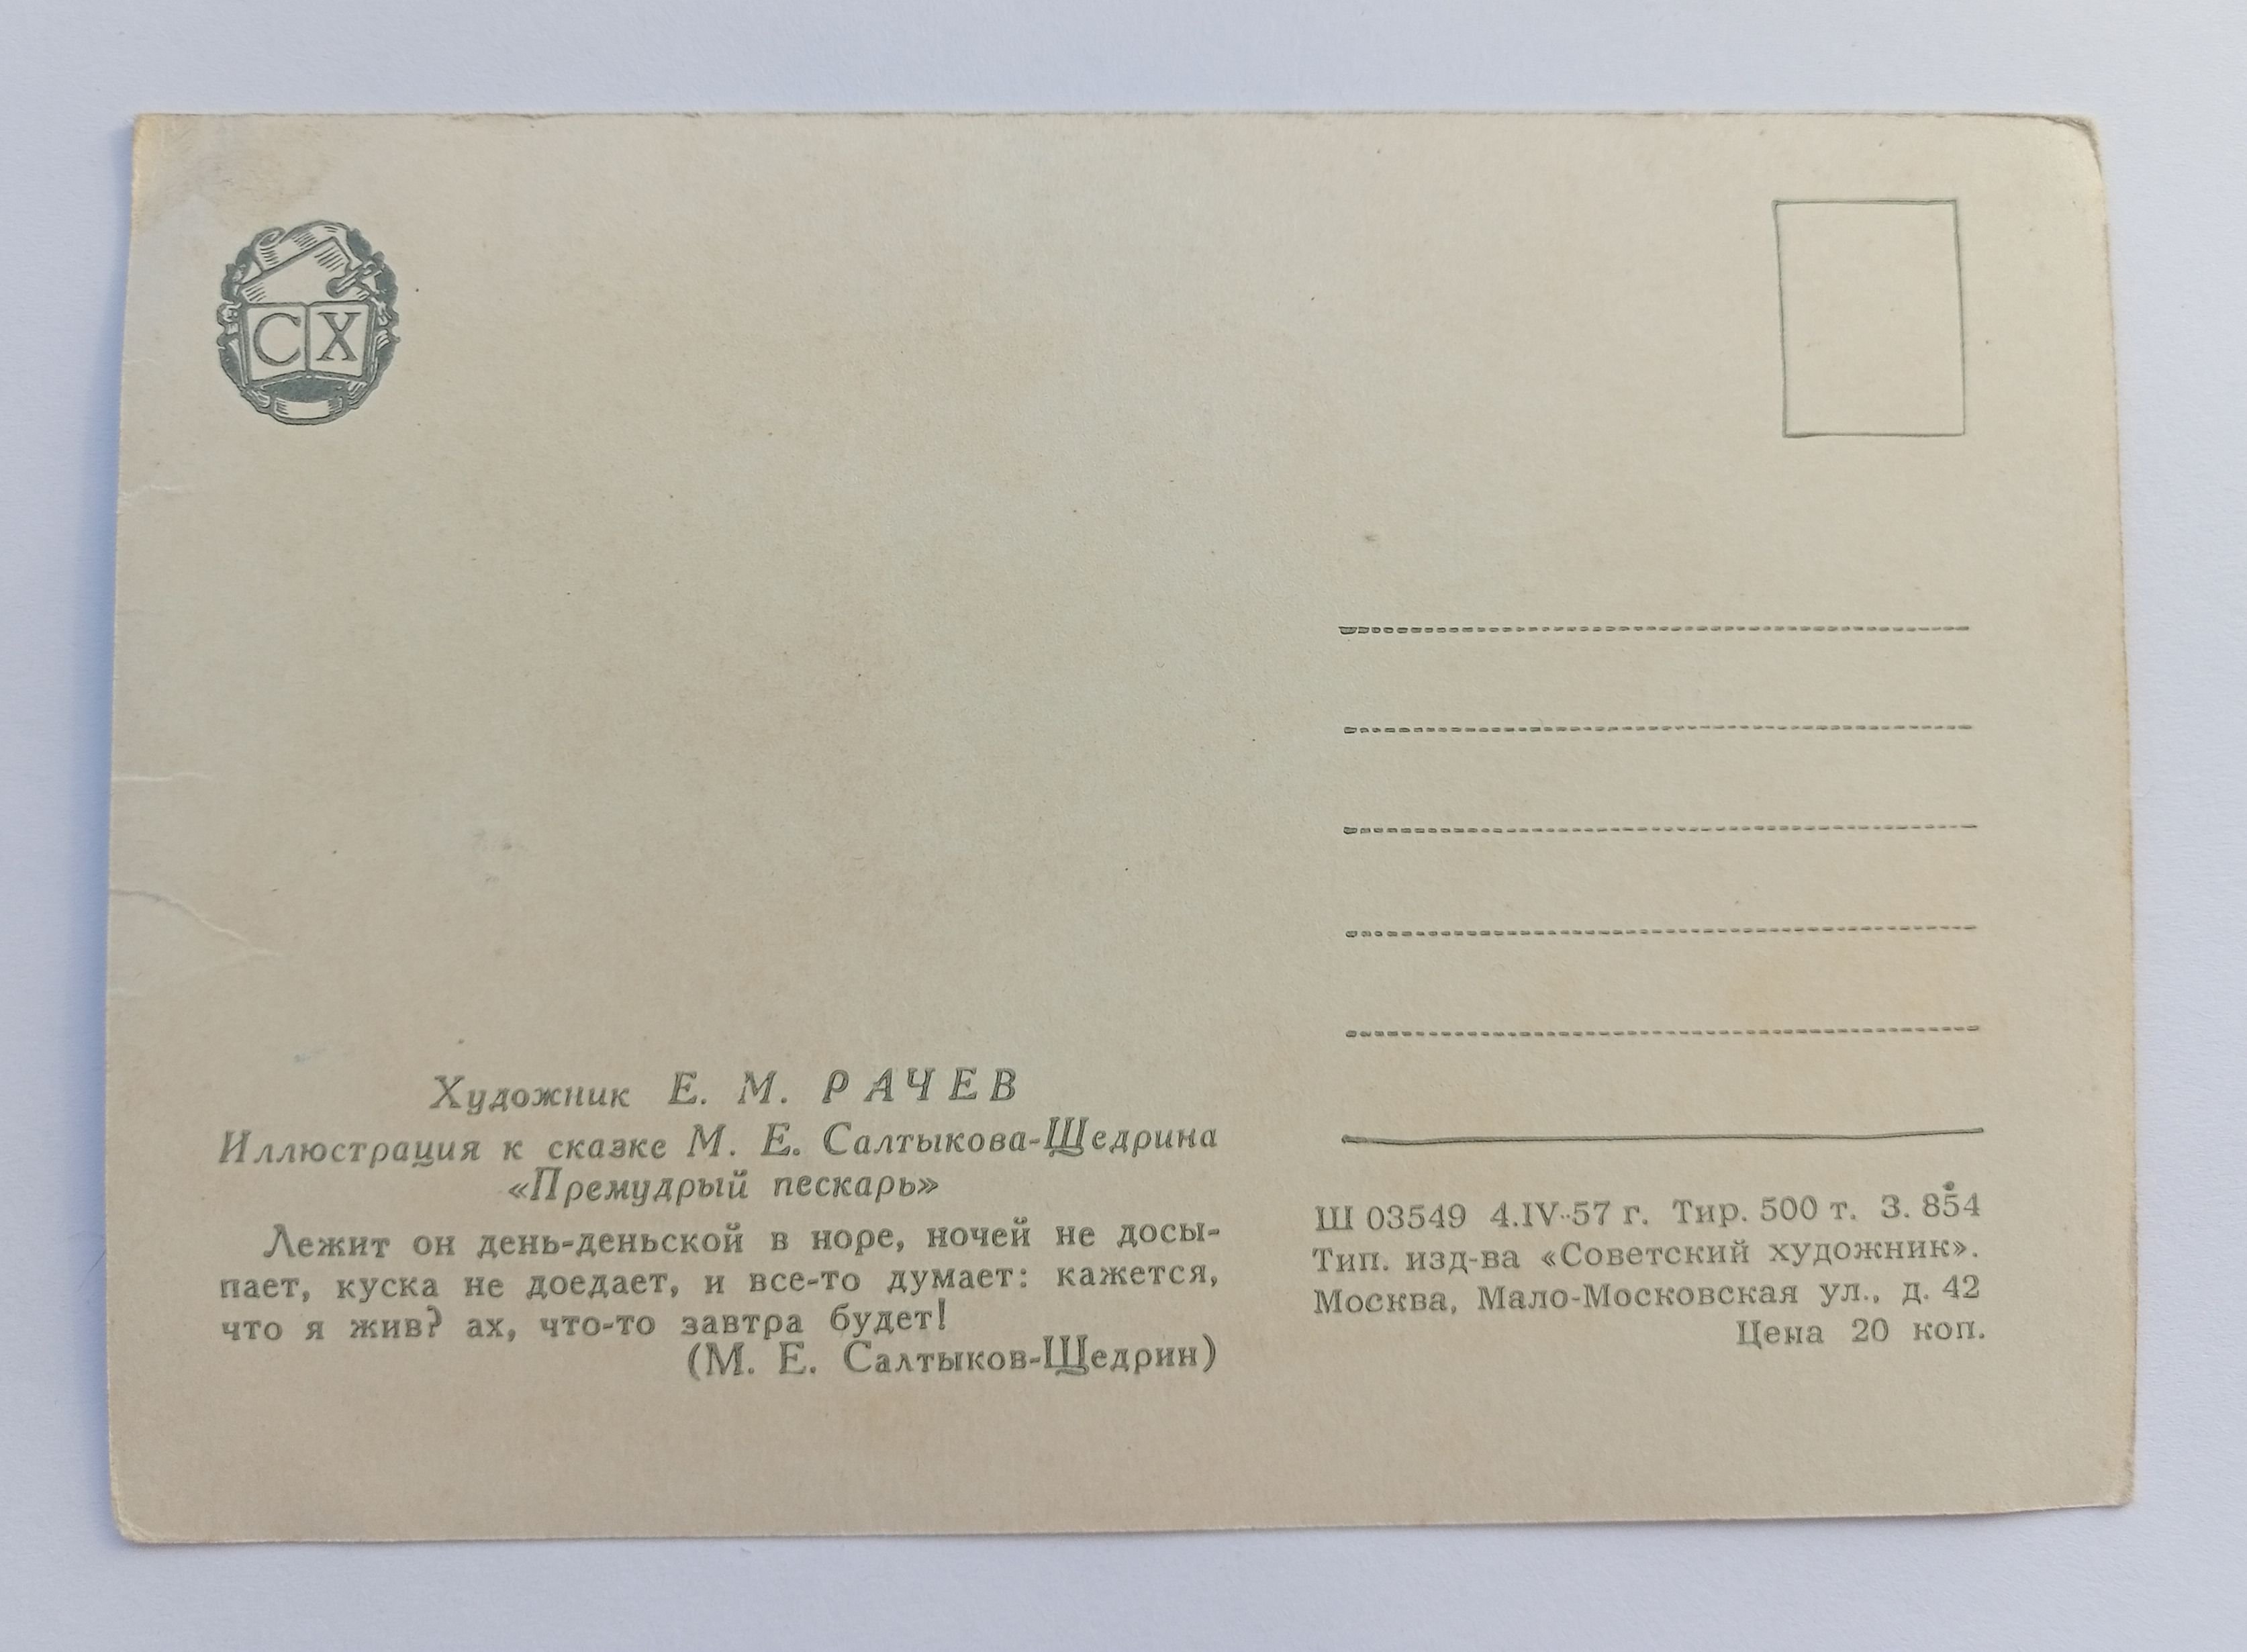 СХ
Художник Е. М. РАЧЕВ
Иллюстрация к сказке М. Е. Салтыкова-Щедрина
«Премудрый пескарь»
Лежит он день-деньской в норе, ночей не досы-
пает, куска не доедает, и все-то думает: кажется,
что я жив? ах, что-то завтра будет!
(М. Е. Салтыков-Щедрин)
Ш 03549 4.IV-57 г. Тир. 500 т. З. 854
Тип. изд-ва «Советский художник».
Москва, Мало-Московская ул., д. 42
Цена 20 коп.